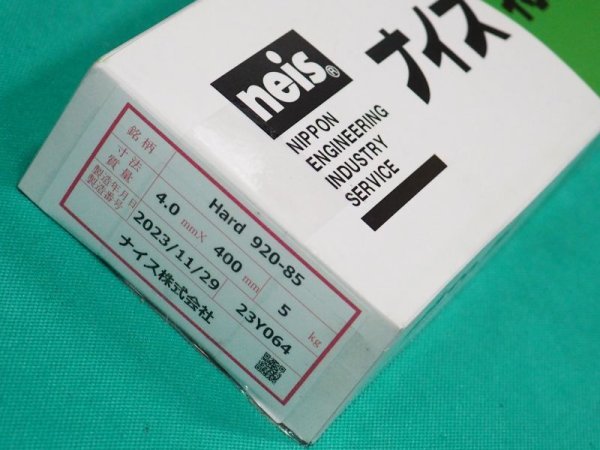 neis®
ナイス
NIPPON
ENGINEERING
INDUSTRY
SERVICE
銘柄 Hard 920-85
寸法 4.0 mmX 400 mm
質量 5 kg
製造年月日 2023/11/29
製造番号 23Y064
ナイス株式会社